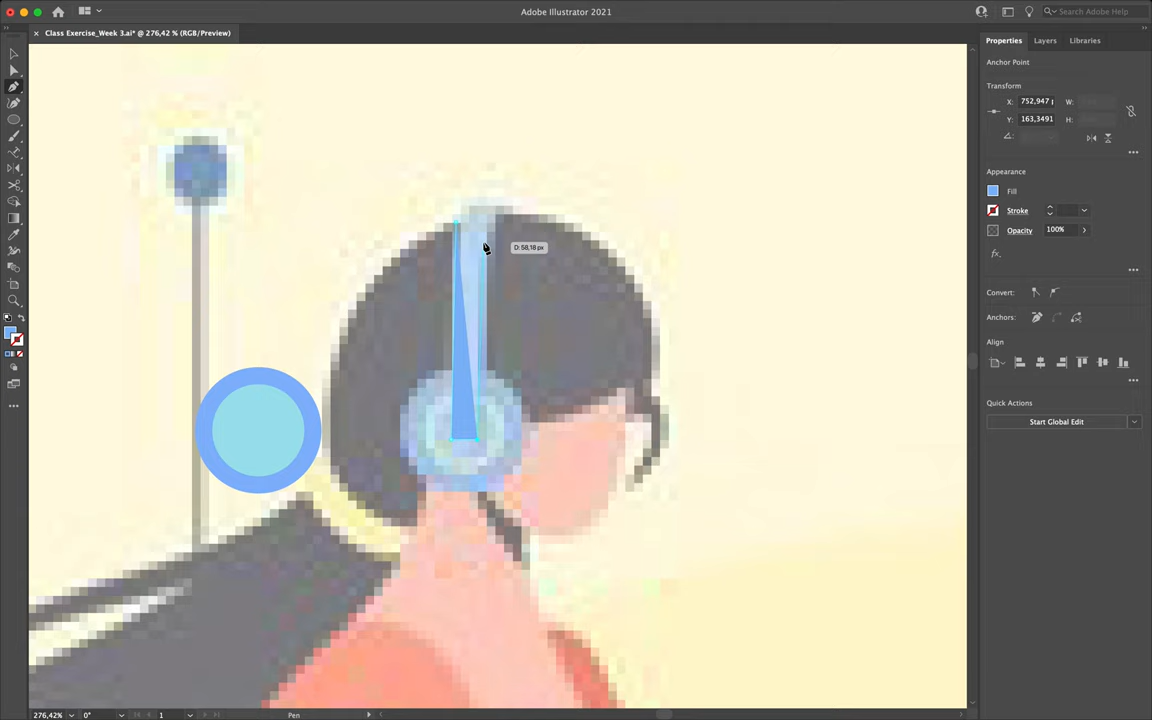 Adobe Illustrator 2021
Search Adobe Help
Class Exercise_Week 3.ai* @ 276,42 % (RGB/Preview)
Properties
Layers
Libraries
Anchor Point
Transform
X:
752,947
W:
Y:
163,3491
H:
Appearance
Fill
Stroke
Opacity
100%
fx.
Convert:
Anchors:
Align
Quick Actions
Start Global Edit
D: 58,18 px
276,42%
0°
1
Pen